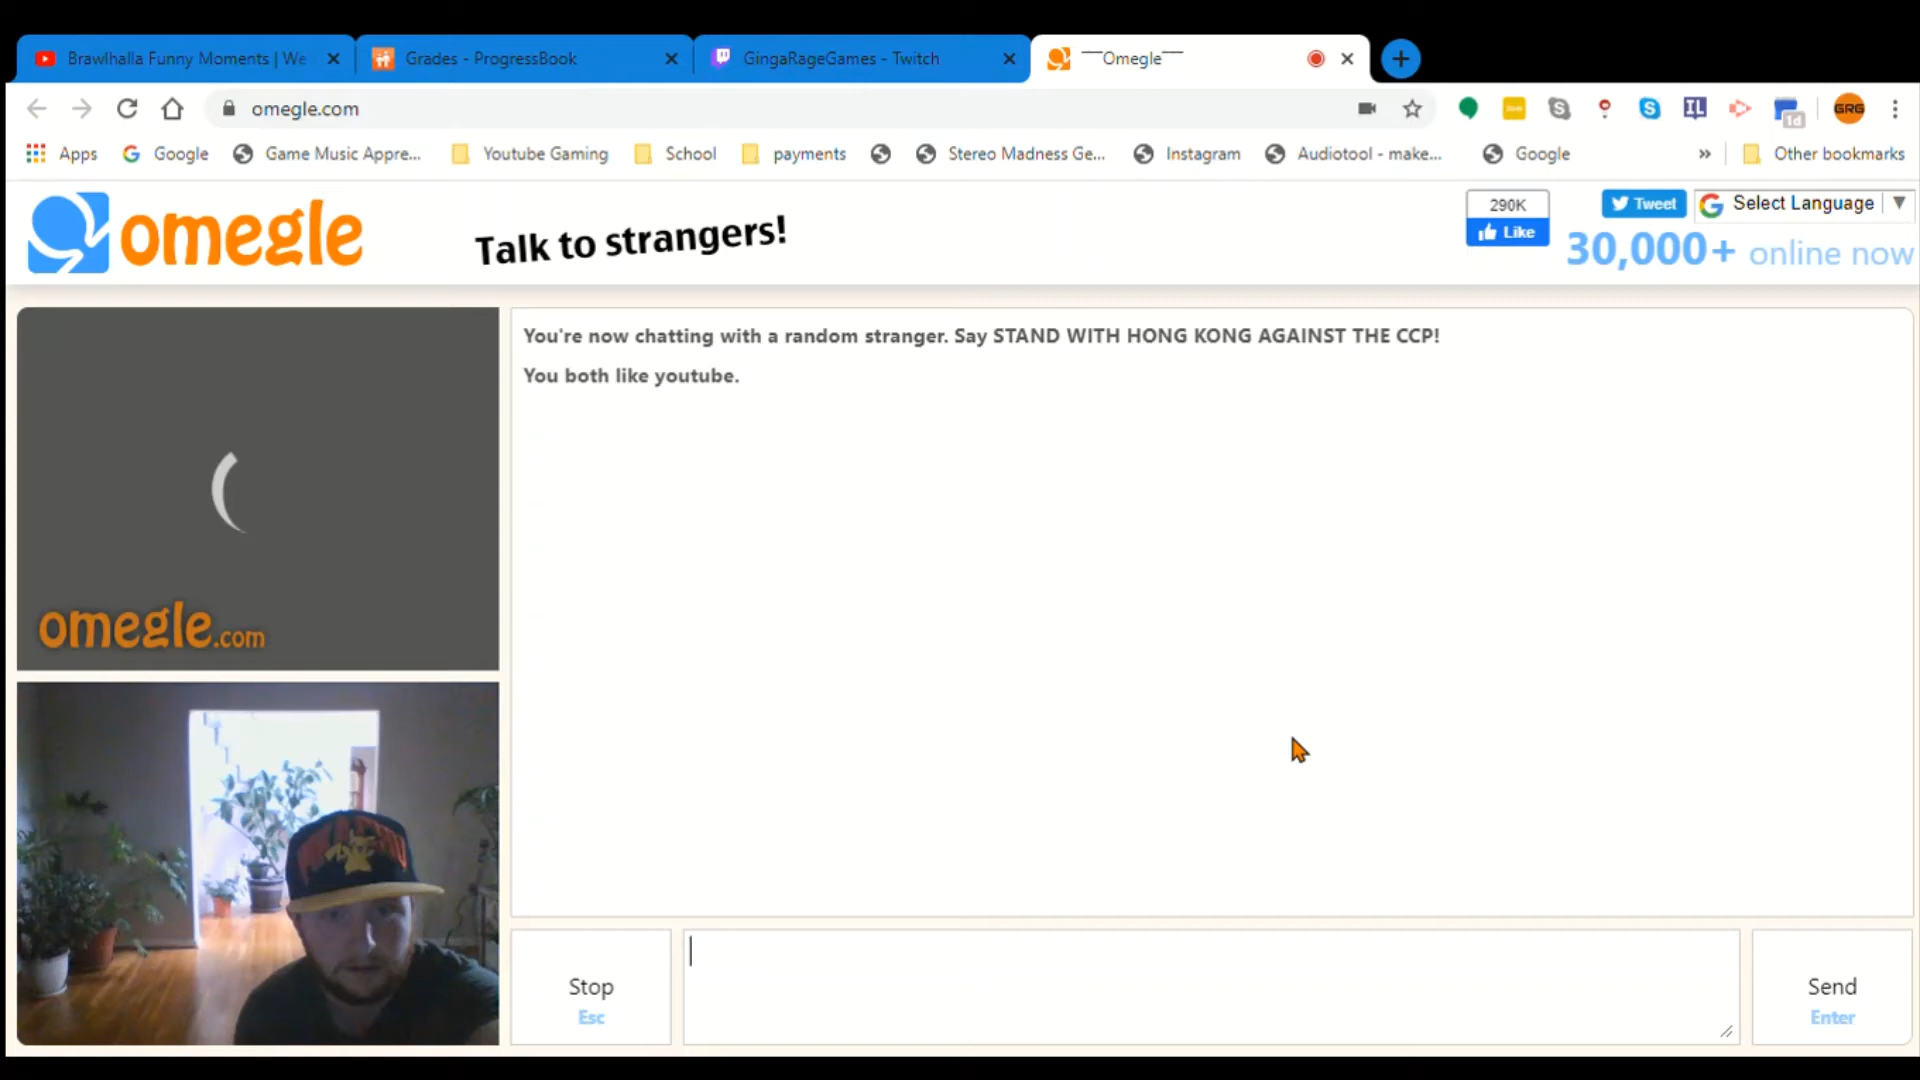 Brawlhalla Funny Moments | We
Grades - ProgressBook
GingaRageGames - Twitch
Omegle
omegle.com
IL
1d
GRG
Apps
Google
Game Music Appre...
Youtube Gaming
School
payments
Stereo Madness Ge...
Instagram
Audiotool - make...
Google
»
Other bookmarks
omegle
Talk to strangers!
290K
Like
Tweet
Select Language
30,000+ online now
You're now chatting with a random stranger. Say STAND WITH HONG KONG AGAINST THE CCP!
You both like youtube.
omegle.com
Stop
Esc
Send
Enter